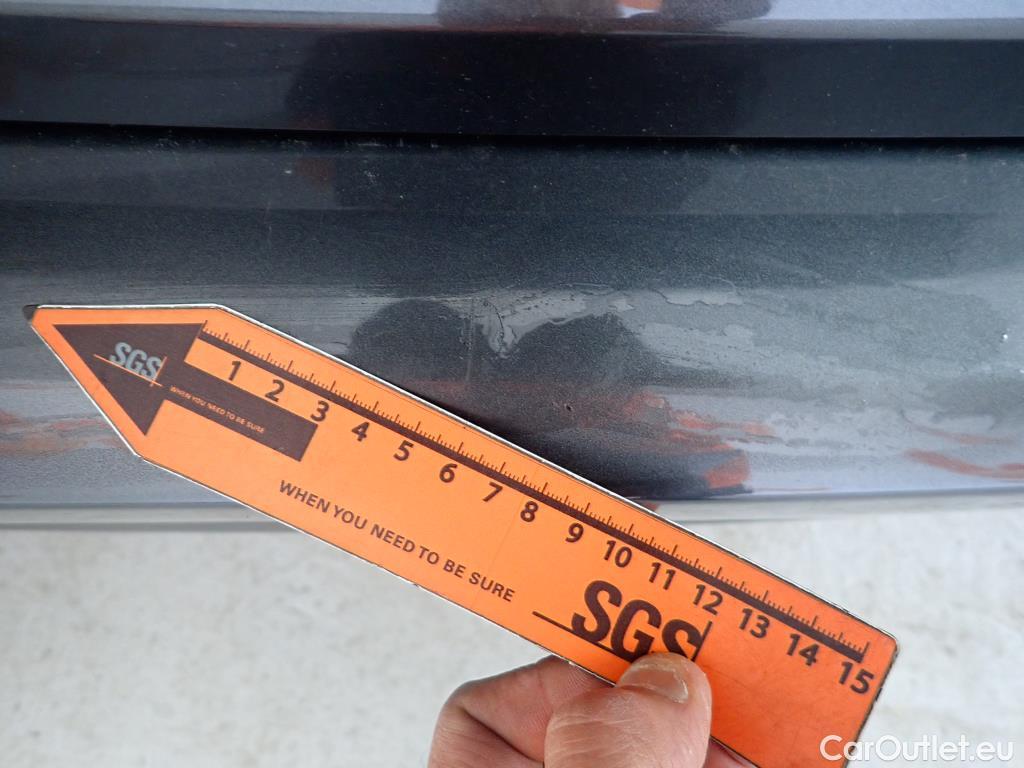 SGS
WHEN YOU NEED TO BE SURE
1 2 3 4 5 6 7 8 9 10 11 12 13 14 15
WHEN YOU NEED TO BE SURE
SGS
CarOutlet.eu